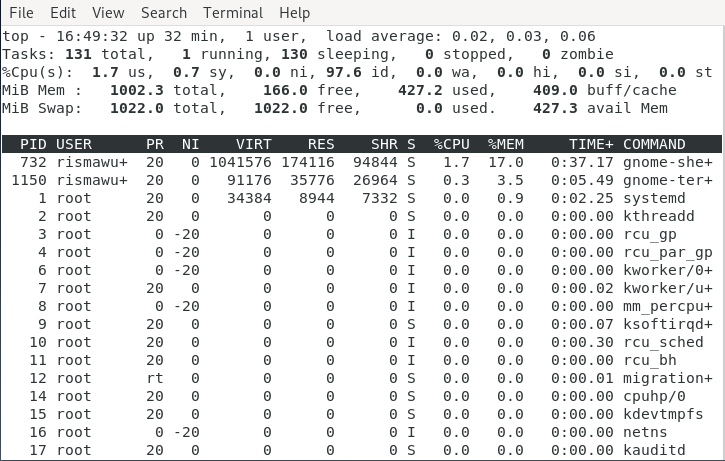 File Edit View Search Terminal Help
top - 16:49:32 up 32 min,  1 user,  load average: 0.02, 0.03, 0.06
Tasks: 131 total,   1 running, 130 sleeping,   0 stopped,   0 zombie
%Cpu(s):  1.7 us,  0.7 sy,  0.0 ni, 97.6 id,  0.0 wa,  0.0 hi,  0.0 si,  0.0 st
MiB Mem :   1002.3 total,    166.0 free,    427.2 used,    409.0 buff/cache
MiB Swap:   1022.0 total,   1022.0 free,      0.0 used.    427.3 avail Mem
  PID USER      PR  NI    VIRT    RES    SHR S  %CPU  %MEM     TIME+ COMMAND
  732 rismawu+  20   0 1041576 174116  94844 S   1.7  17.0   0:37.17 gnome-she+
 1150 rismawu+  20   0   91176  35776  26964 S   0.3   3.5   0:05.49 gnome-ter+
    1 root      20   0   34384   8944   7332 S   0.0   0.9   0:02.25 systemd
    2 root      20   0       0      0      0 S   0.0   0.0   0:00.00 kthreadd
    3 root       0 -20       0      0      0 I   0.0   0.0   0:00.00 rcu_gp
    4 root       0 -20       0      0      0 I   0.0   0.0   0:00.00 rcu_par_gp
    6 root       0 -20       0      0      0 I   0.0   0.0   0:00.00 kworker/0+
    7 root      20   0       0      0      0 I   0.0   0.0   0:00.02 kworker/u+
    8 root       0 -20       0      0      0 I   0.0   0.0   0:00.00 mm_percpu+
    9 root      20   0       0      0      0 S   0.0   0.0   0:00.07 ksoftirqd+
   10 root      20   0       0      0      0 I   0.0   0.0   0:00.30 rcu_sched
   11 root      20   0       0      0      0 I   0.0   0.0   0:00.00 rcu_bh
   12 root      rt   0       0      0      0 S   0.0   0.0   0:00.01 migration+
   14 root      20   0       0      0      0 S   0.0   0.0   0:00.00 cpuhp/0
   15 root      20   0       0      0      0 S   0.0   0.0   0:00.00 kdevtmpfs
   16 root       0 -20       0      0      0 I   0.0   0.0   0:00.00 netns
   17 root      20   0       0      0      0 S   0.0   0.0   0:00.00 kauditd